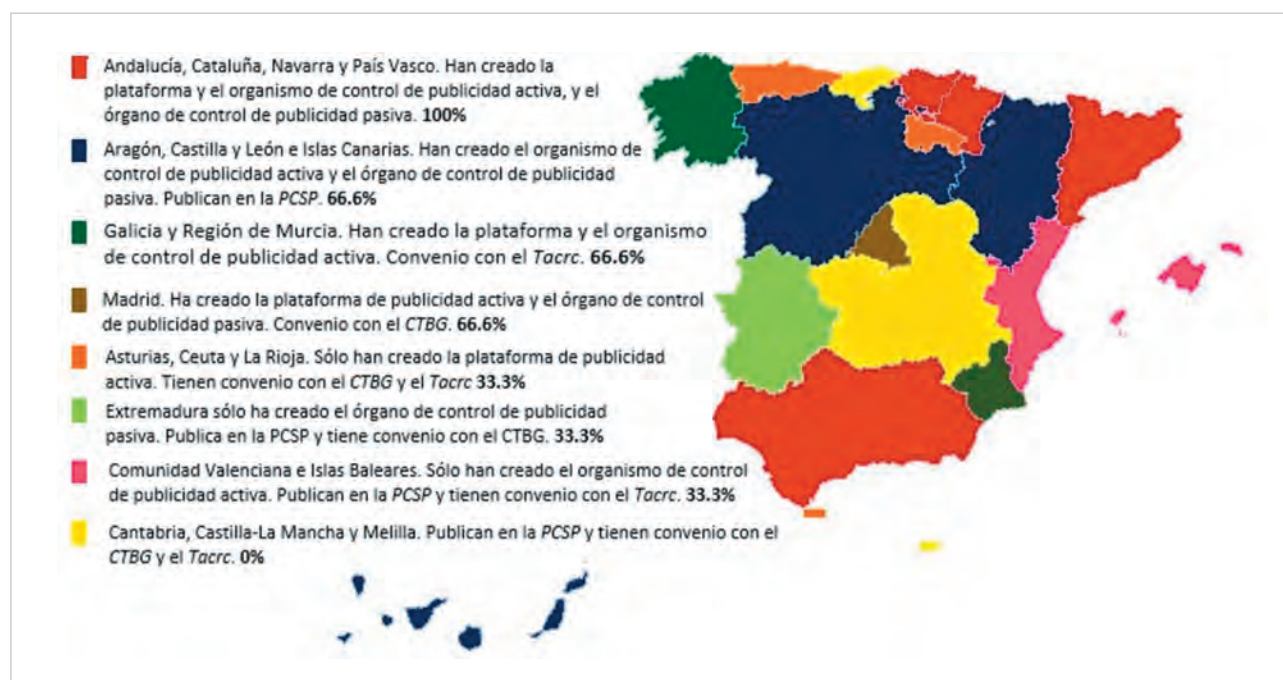 Andalucía, Cataluña, Navarra y País Vasco. Han creado la
plataforma y el organismo de control de publicidad activa, y el
órgano de control de publicidad pasiva. 100%
Aragón, Castilla y León e Islas Canarias. Han creado el organismo de
control de publicidad activa y el órgano de control de publicidad
pasiva. Publican en la PCSP. 66.6%
Galicia y Región de Murcia. Han creado la plataforma y el organismo
de control de publicidad activa. Convenio con el Tacrc. 66.6%
Madrid. Ha creado la plataforma de publicidad activa y el órgano de control
de publicidad pasiva. Convenio con el CTBG. 66.6%
Asturias, Ceuta y La Rioja. Sólo han creado la plataforma de publicidad
activa. Tienen convenio con el CTBG y el Tacrc 33.3%
Extremadura sólo ha creado el órgano de control de publicidad
pasiva. Publica en la PCSP y tiene convenio con el CTBG. 33.3%
Comunidad Valenciana e Islas Baleares. Sólo han creado el organismo de control
de publicidad activa. Publican en la PCSP y tienen convenio con el Tacrc. 33.3%
Cantabria, Castilla-La Mancha y Melilla. Publican en la PCSP y tienen convenio con el
CTBG y el Tacrc. 0%